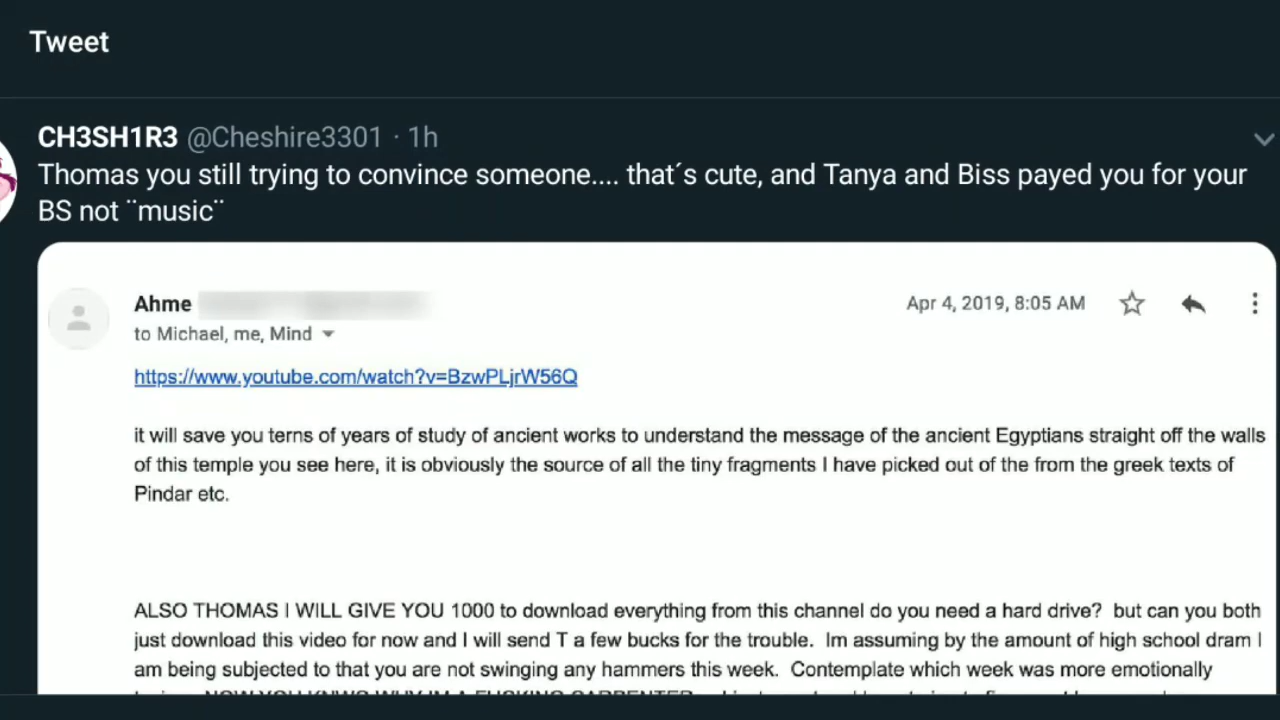 Tweet
CH3SH1R3 @Cheshire3301 · 1h
Thomas you still trying to convince someone.... that´s cute, and Tanya and Biss payed you for your
BS not ¨music¨
Ahme
Apr 4, 2019, 8:05 AM
to Michael, me, Mind
https://www.youtube.com/watch?v=BzwPLjrW56Q
it will save you terns of years of study of ancient works to understand the message of the ancient Egyptians straight off the walls
of this temple you see here, it is obviously the source of all the tiny fragments I have picked out of the from the greek texts of
Pindar etc.
ALSO THOMAS I WILL GIVE YOU 1000 to download everything from this channel do you need a hard drive?  but can you both
just download this video for now and I will send T a few bucks for the trouble.  Im assuming by the amount of high school dram I
am being subjected to that you are not swinging any hammers this week.  Contemplate which week was more emotionally